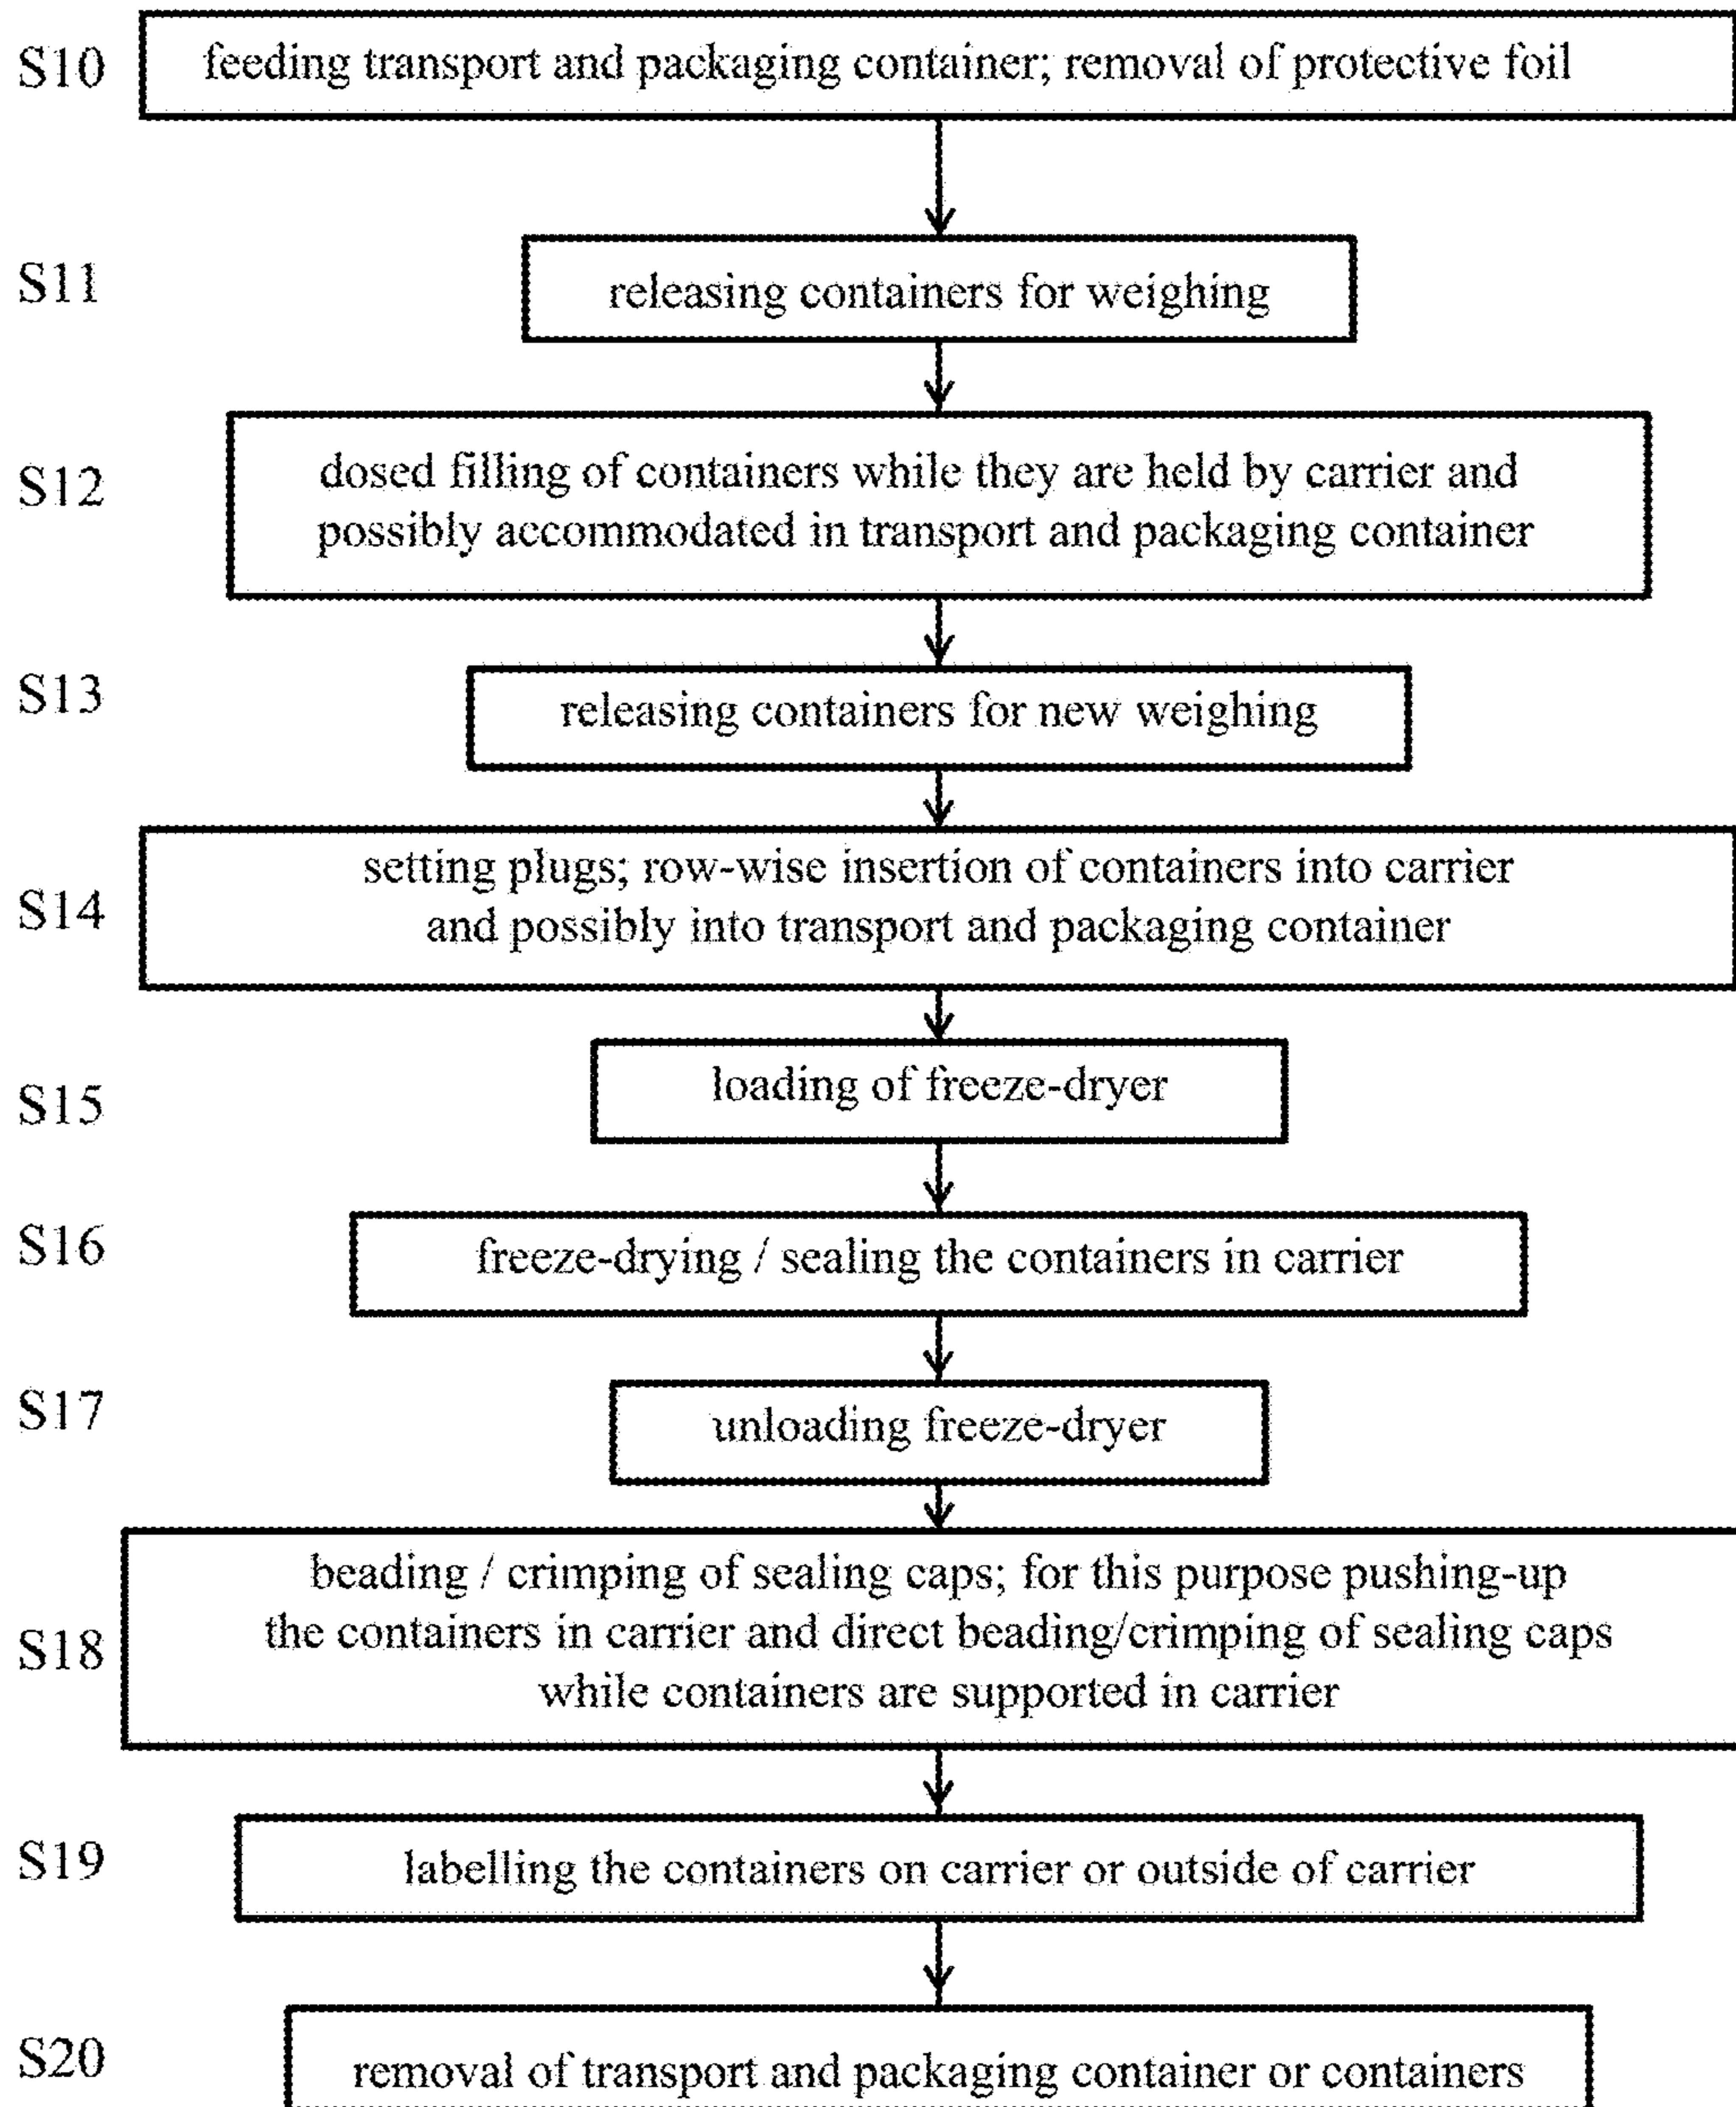 S10 feeding transport and packaging container; removal of protective foil
S11 releasing containers for weighing
S12 dosed filling of containers while they are held by carrier and
possibly accommodated in transport and packaging container
S13 releasing containers for new weighing
S14 setting plugs; row-wise insertion of containers into carrier
and possibly into transport and packaging container
S15 loading of freeze-dryer
S16 freeze-drying / sealing the containers in carrier
S17 unloading freeze-dryer
S18 beading / crimping of sealing caps; for this purpose pushing-up
the containers in carrier and direct beading/crimping of sealing caps
while containers are supported in carrier
S19 labelling the containers on carrier or outside of carrier
S20 removal of transport and packaging container or containers